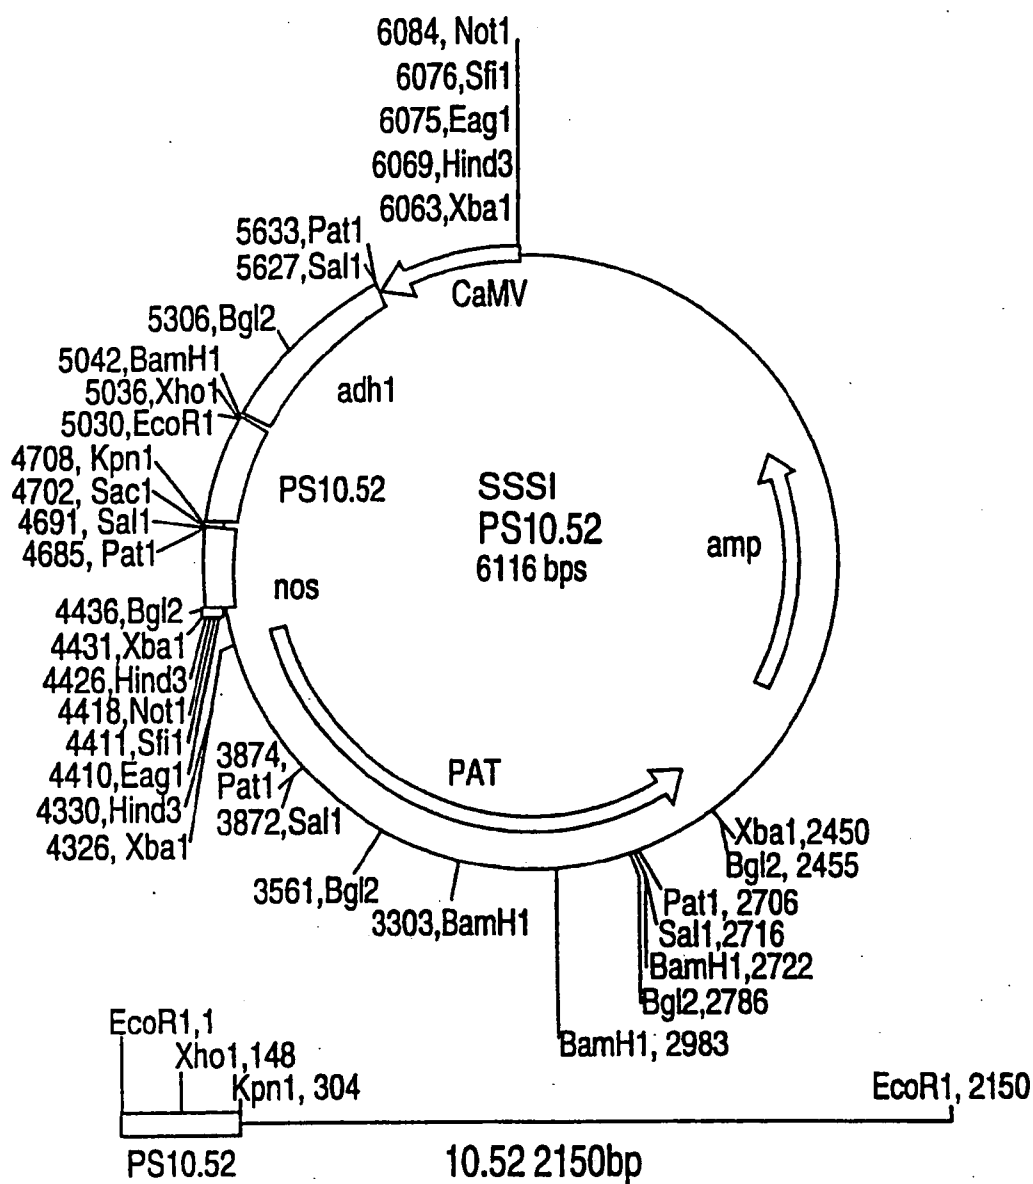 6084, Not1
6076,Sfi1
6075,Eag1
6069,Hind3
6063,Xba1
5633,Pat1
5627,Sal1
CaMV
5306,Bgl2
5042,BamH1
5036,Xho1
5030,EcoR1
adh1
4708, Kpn1
4702, Sac1
4691, Sal1
4685, Pat1
PS10.52
SSSI
PS10.52
6116 bps
amp
nos
4436,Bgl2
4431,Xba1
4426,Hind3
4418,Not1
4411,Sfi1
4410,Eag1
4330,Hind3
4326, Xba1
3874,
Pat1
3872,Sal1
PAT
3561,Bgl2
3303,BamH1
Xba1,2450
Bgl2, 2455
Pat1, 2706
Sal1,2716
BamH1,2722
Bgl2,2786
BamH1, 2983
EcoR1,1
Xho1,148
Kpn1, 304
EcoR1, 2150
PS10.52
10.52 2150bp